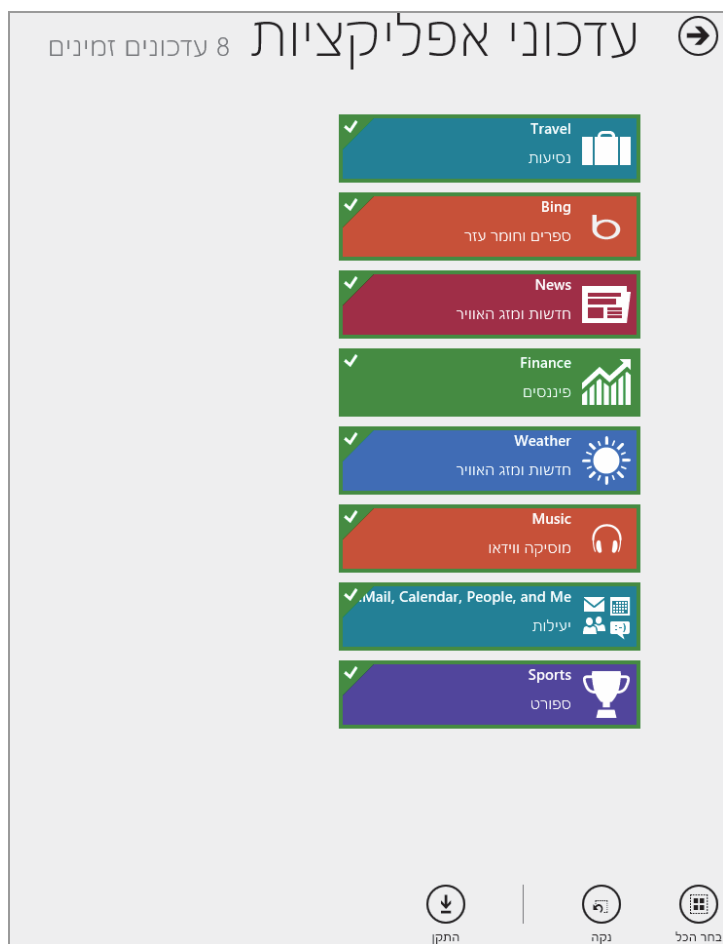 עדכוני אפליקציות 8 עדכונים זמינים
Travel
נסיעות
Bing
ספרים וחומר עזר
News
חדשות ומזג האוויר
Finance
פיננסים
Weather
חדשות ומזג האוויר
Music
מוסיקה ווידאו
Mail, Calendar, People, and Me.
יעילות
Sports
ספורט
בחר הכל
נקה
התקן